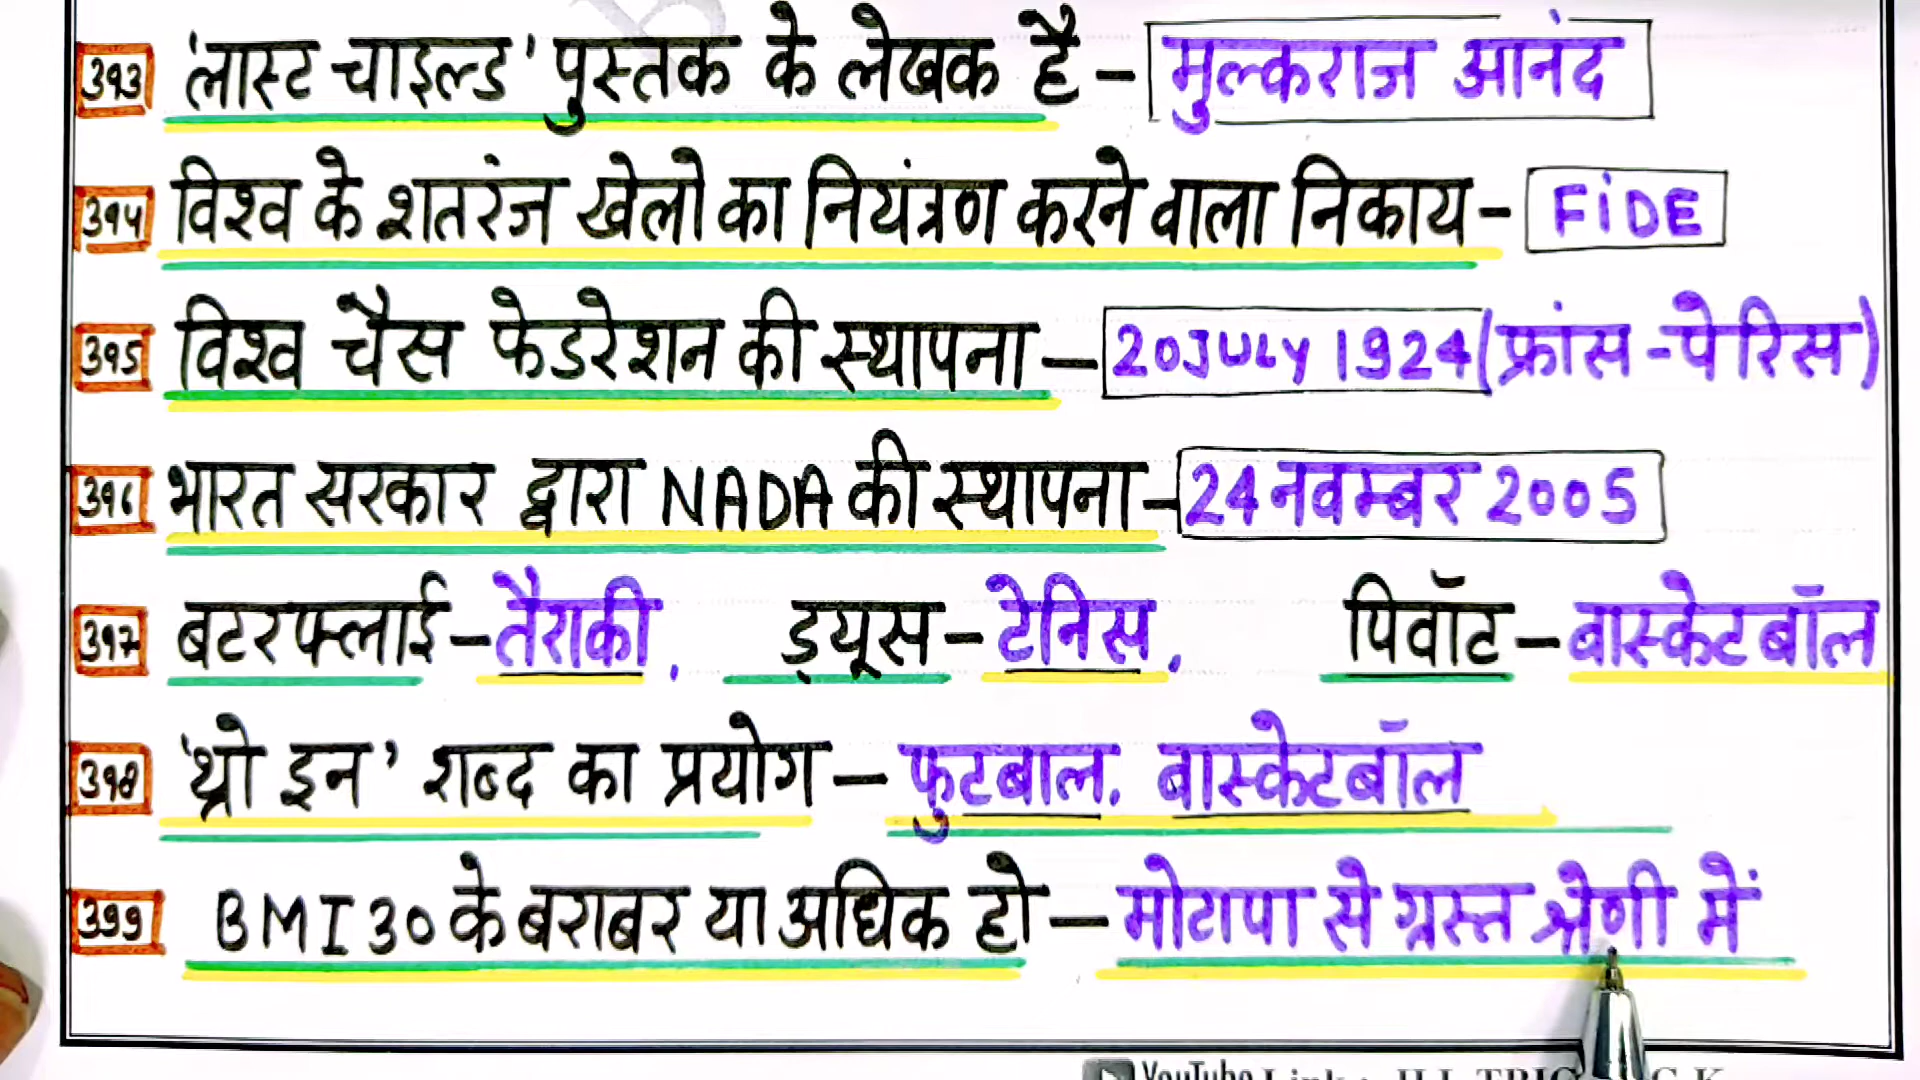 393 'लास्ट चाइल्ड' पुस्तक के लेखक है – मुल्कराज आनंद
394 विश्व के शतरंज खेलो का नियंत्रण करने वाला निकाय – FiDE
395 विश्व चैस फेडरेशन की स्थापना – 20 JULY 1924 (फ्रांस - पेरिस)
396 भारत सरकार द्वारा NADA की स्थापना – 24 नवम्बर 2005
397 बटरफ्लाई – तैराकी, ड्यूस – टेनिस, पिवॉट – बास्केटबॉल
398 'थ्रो इन' शब्द का प्रयोग – फुटबाल, बास्केटबॉल
399 BMI 30 के बराबर या अधिक हो – मोटापा से ग्रस्त श्रेणी में
YouTube